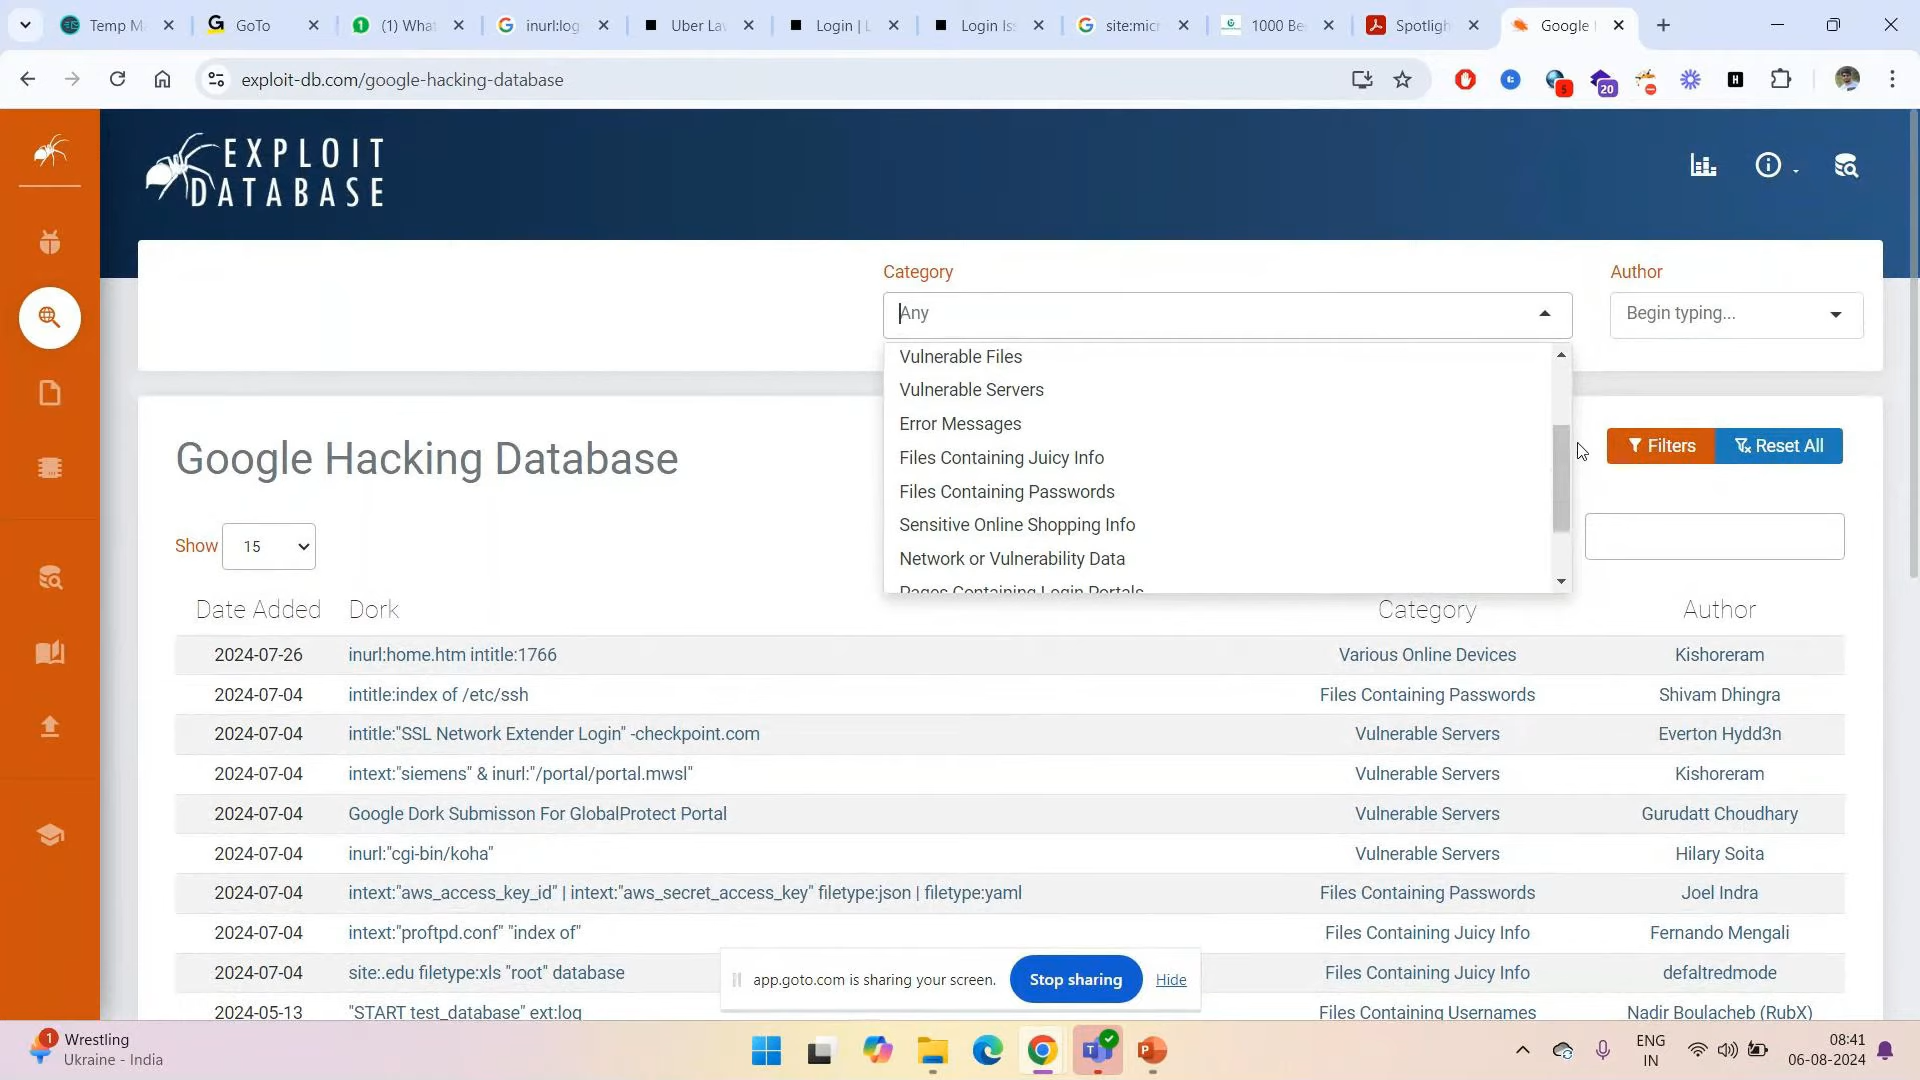 Temp M
GoTo
(1) What
inurl:log
Uber Law
Login | L
Login Iss
site:micr
1000 Be
Spotligh
Google
exploit-db.com/google-hacking-database
5
20
H
EXPLOIT
DATABASE
Category
Author
Any
Begin typing...
Vulnerable Files
Vulnerable Servers
Error Messages
Files Containing Juicy Info
Files Containing Passwords
Sensitive Online Shopping Info
Network or Vulnerability Data
Pages Containing Login Portals
Google Hacking Database
Filters
Reset All
Show 15
Date Added Dork Category Author
2024-07-26 inurl:home.htm intitle:1766 Various Online Devices Kishoreram
2024-07-04 intitle:index of /etc/ssh Files Containing Passwords Shivam Dhingra
2024-07-04 intitle:"SSL Network Extender Login" -checkpoint.com Vulnerable Servers Everton Hydd3n
2024-07-04 intext:"siemens" & inurl:"/portal/portal.mwsl" Vulnerable Servers Kishoreram
2024-07-04 Google Dork Submisson For GlobalProtect Portal Vulnerable Servers Gurudatt Choudhary
2024-07-04 inurl:"cgi-bin/koha" Vulnerable Servers Hilary Soita
2024-07-04 intext:"aws_access_key_id" | intext:"aws_secret_access_key" filetype:json | filetype:yaml Files Containing Passwords Joel Indra
2024-07-04 intext:"proftpd.conf" "index of" Files Containing Juicy Info Fernando Mengali
2024-07-04 site:.edu filetype:xls "root" database Files Containing Juicy Info defaltredmode
2024-05-13 "START test_database" ext:log Files Containing Usernames Nadir Boulacheb (RubX)
app.goto.com is sharing your screen.
Stop sharing
Hide
1
Wrestling
Ukraine - India
ENG
IN
08:41
06-08-2024